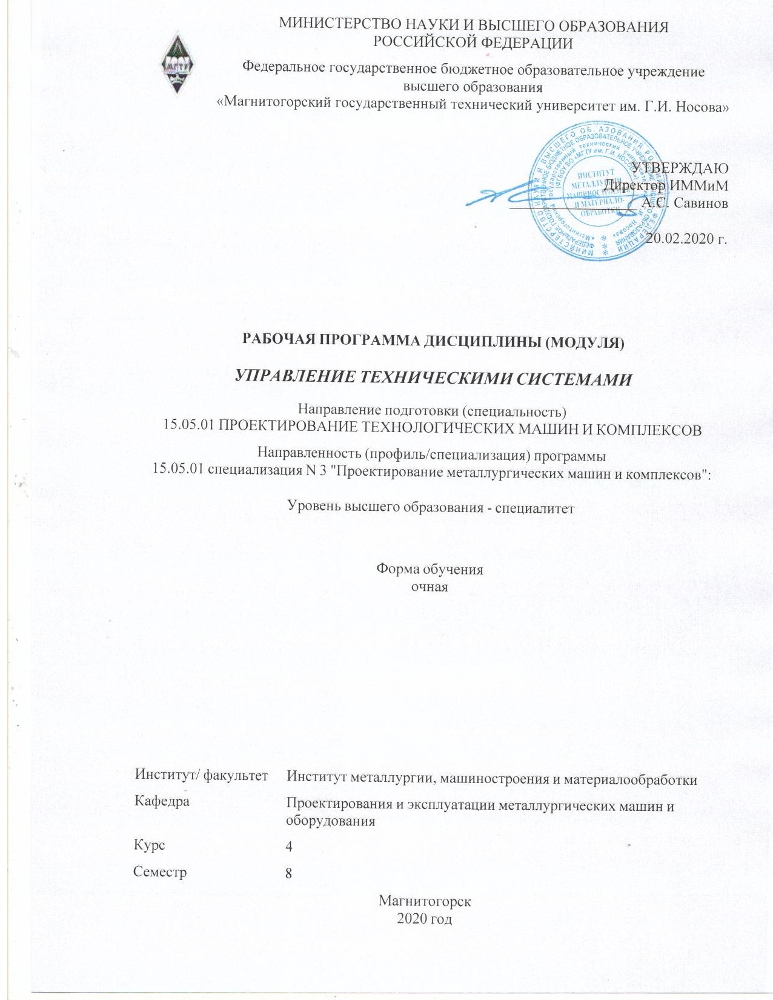 МИНИСТЕРСТВО НАУКИ И ВЫСШЕГО ОБРАЗОВАНИЯ
РОССИЙСКОЙ ФЕДЕРАЦИИ
Федеральное государственное бюджетное образовательное учреждение
высшего образования
«Магнитогорский государственный технический университет им. Г.И. Носова»
УТВЕРЖДАЮ
Директор ИММиМ
А.С. Савинов
20.02.2020 г.
ИНСТИТУТ
МЕТАЛЛУРГИИ,
МАШИНОСТРОЕНИЯ
И МАТЕРИАЛО-
ОБРАБОТКИ
РАБОЧАЯ ПРОГРАММА ДИСЦИПЛИНЫ (МОДУЛЯ)
УПРАВЛЕНИЕ ТЕХНИЧЕСКИМИ СИСТЕМАМИ
Направление подготовки (специальность)
15.05.01 ПРОЕКТИРОВАНИЕ ТЕХНОЛОГИЧЕСКИХ МАШИН И КОМПЛЕКСОВ
Направленность (профиль/специализация) программы
15.05.01 специализация N 3 "Проектирование металлургических машин и комплексов":
Уровень высшего образования - специалитет
Форма обучения
очная
Институт/ факультет Институт металлургии, машиностроения и материалообработки
Кафедра Проектирования и эксплуатации металлургических машин и
оборудования
Курс 4
Семестр 8
Магнитогорск
2020 год